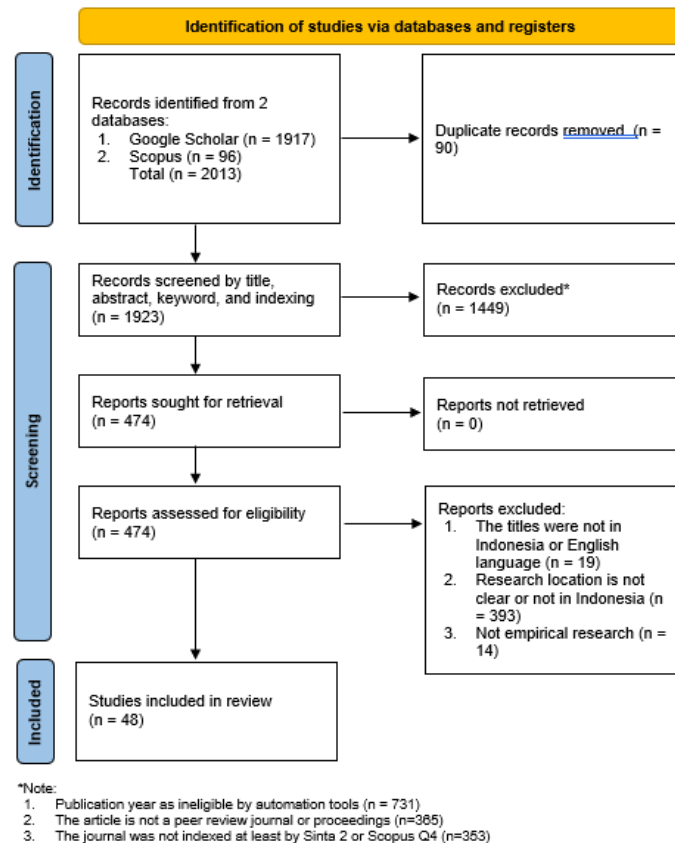 Identification of studies via databases and registers
Identification
Records identified from 2
databases:
1. Google Scholar (n = 1917)
2. Scopus (n = 96)
Total (n = 2013)
Duplicate records removed (n =
90)
Screening
Records screened by title,
abstract, keyword, and indexing
(n = 1923)
Records excluded*
(n = 1449)
Reports sought for retrieval
(n = 474)
Reports not retrieved
(n = 0)
Reports assessed for eligibility
(n = 474)
Reports excluded:
1. The titles were not in
Indonesia or English
language (n = 19)
2. Research location is not
clear or not in Indonesia (n
= 393)
3. Not empirical research (n =
14)
Included
Studies included in review
(n = 48)
*Note:
1. Publication year as ineligible by automation tools (n = 731)
2. The article is not a peer review journal or proceedings (n=365)
3. The journal was not indexed at least by Sinta 2 or Scopus Q4 (n=353)